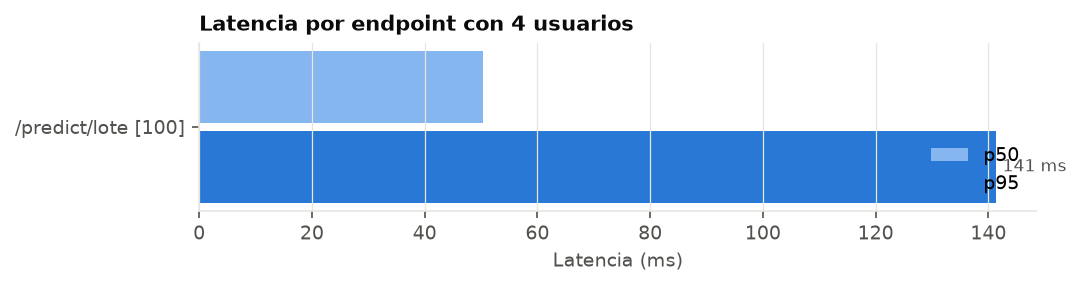 Latencia por endpoint con 4 usuarios
/predict/lote [100]
p50
141 ms
p95
0 20 40 60 80 100 120 140
Latencia (ms)